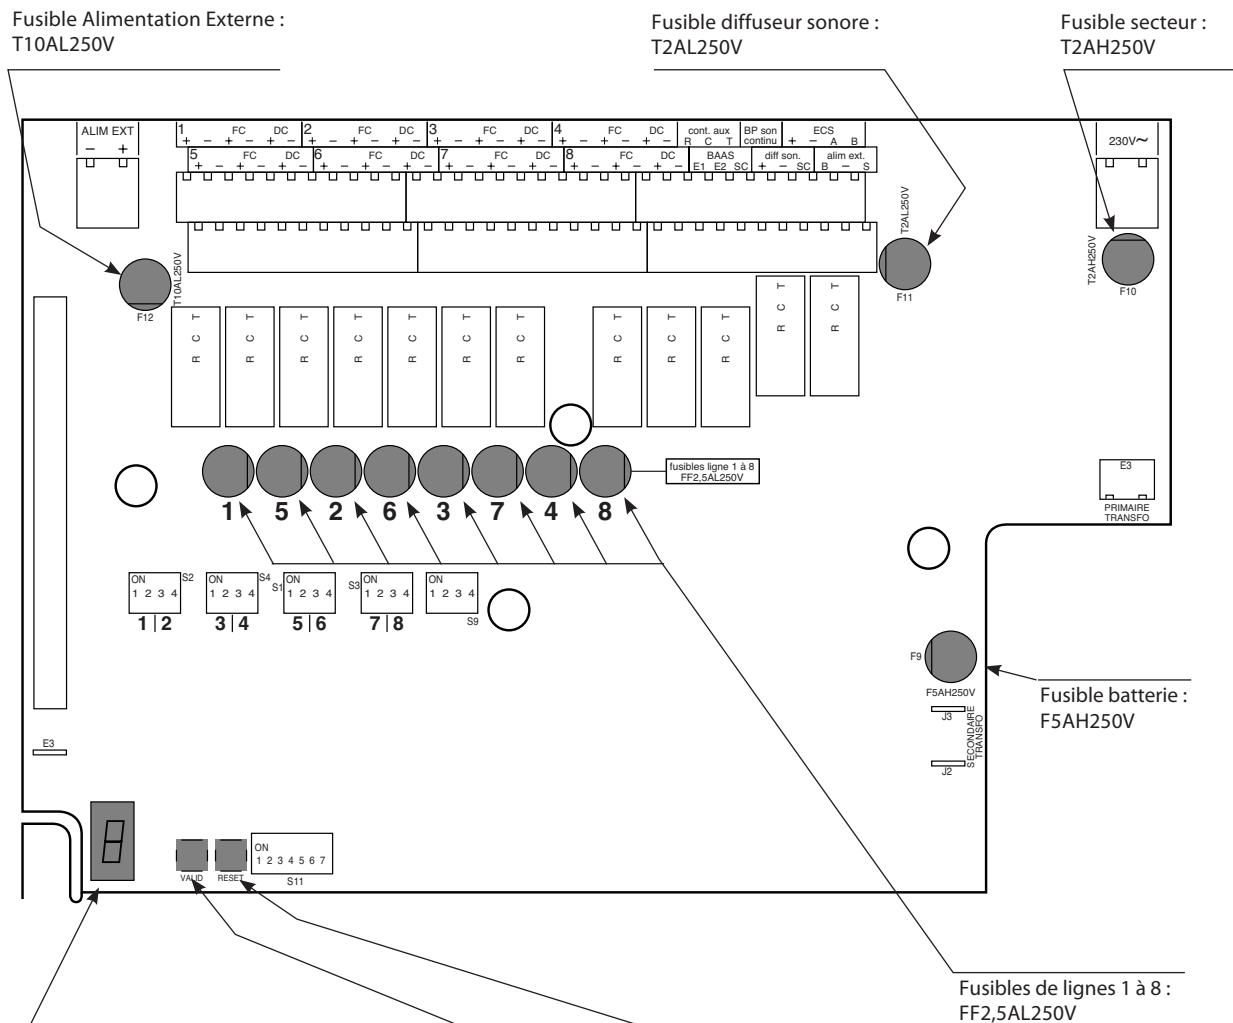 Fusible Alimentation Externe :
T10AL250V
Fusible diffuseur sonore :
T2AL250V
Fusible secteur :
T2AH250V
ALIM EXT
– +
1 FC DC 2 FC DC 3 FC DC 4 FC DC cont. aux BP son ECS
+ – + – + – + – + – + – + – + – + – + – + – + – R C T continu + – A B
5 FC DC 6 FC DC 7 FC DC 8 FC DC BAAS diff son. alim ext.
+ – + – + – + – + – + – + – + – + – + – + – + – E1 E2 SC + – SC B – S
230V~
T10AL250V
F12
T2AL250V
F11
T2AH250V
F10
R C T
R C T
R C T
R C T
R C T
R C T
R C T
R C T
R C T
R C T
R C T
R C T
fusibles ligne 1 à 8
FF2,5AL250V
1 5 2 6 3 7 4 8
E3
PRIMAIRE
TRANSFO
ON
1 2 3 4
S2
1|2
ON
1 2 3 4
S4
3|4
S1
ON
1 2 3 4
5|6
S3
ON
1 2 3 4
7|8
ON
1 2 3 4
S9
F9
F5AH250V
Fusible batterie :
F5AH250V
J3
SECONDAIRE
TRANSFO
J2
E3
VALID
RESET
ON
1 2 3 4 5 6 7
S11
Fusibles de lignes 1 à 8 :
FF2,5AL250V